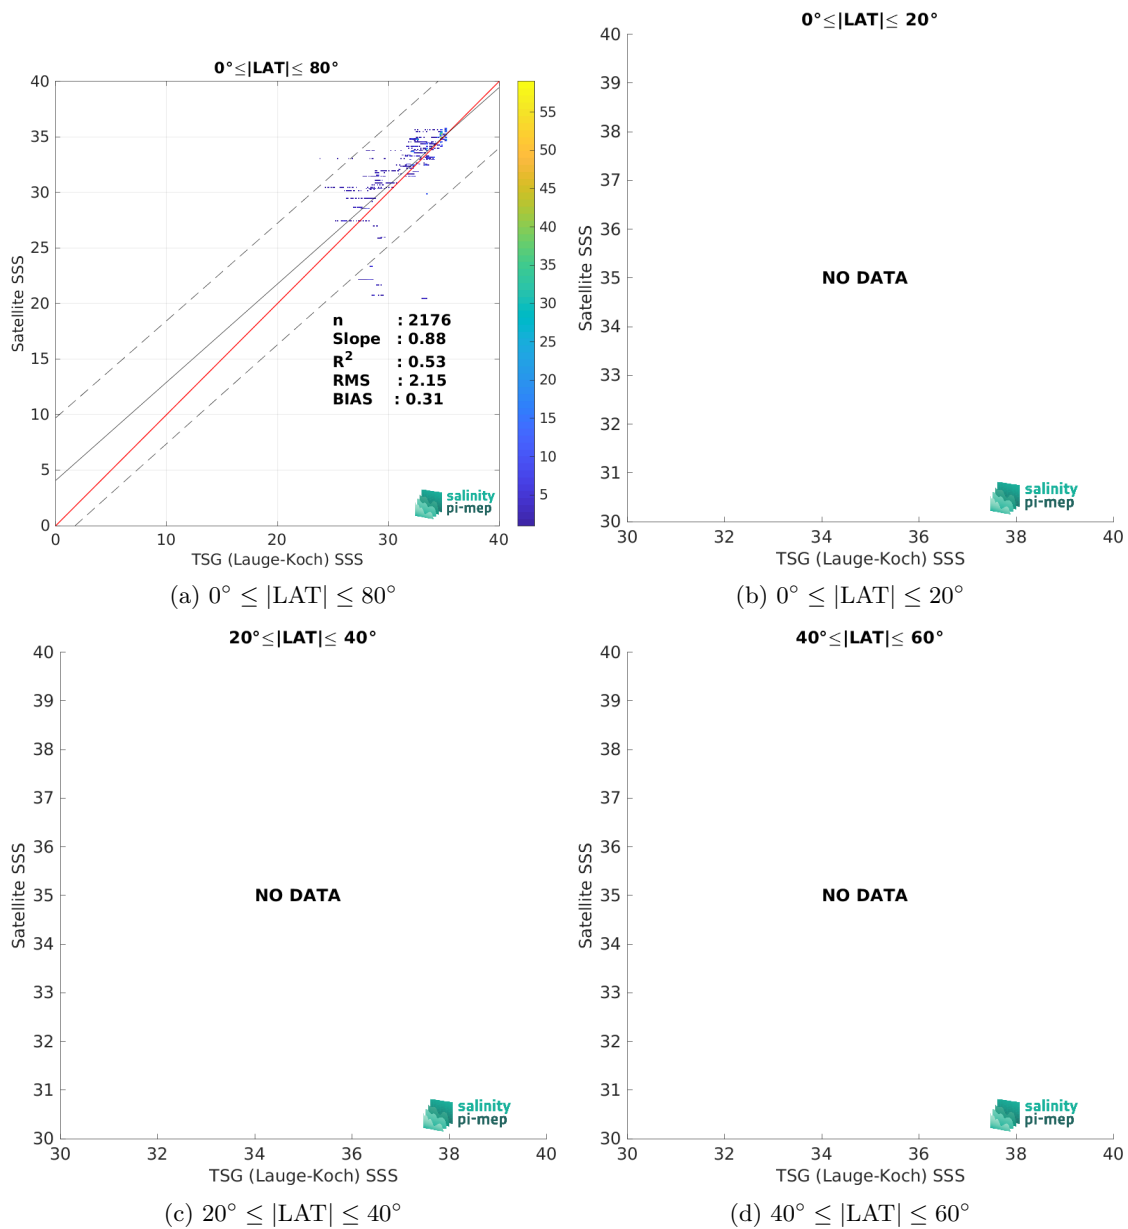 0°≤|LAT|≤ 80°
40
35
30
25
20
15
10
5
0
0
10
20
30
40
Satellite SSS
TSG (Lauge-Koch) SSS
n : 2176
Slope : 0.88
R² : 0.53
RMS : 2.15
BIAS : 0.31
55
50
45
40
35
30
25
20
15
10
5
salinity
pi-mep
(a) 0° ≤ |LAT| ≤ 80°
0°≤|LAT|≤ 20°
40
39
38
37
36
35
34
33
32
31
30
30
32
34
36
38
40
Satellite SSS
TSG (Lauge-Koch) SSS
NO DATA
salinity
pi-mep
(b) 0° ≤ |LAT| ≤ 20°
20°≤|LAT|≤ 40°
40
39
38
37
36
35
34
33
32
31
30
30
32
34
36
38
40
Satellite SSS
TSG (Lauge-Koch) SSS
NO DATA
salinity
pi-mep
(c) 20° ≤ |LAT| ≤ 40°
40°≤|LAT|≤ 60°
40
39
38
37
36
35
34
33
32
31
30
30
32
34
36
38
40
Satellite SSS
TSG (Lauge-Koch) SSS
NO DATA
salinity
pi-mep
(d) 40° ≤ |LAT| ≤ 60°